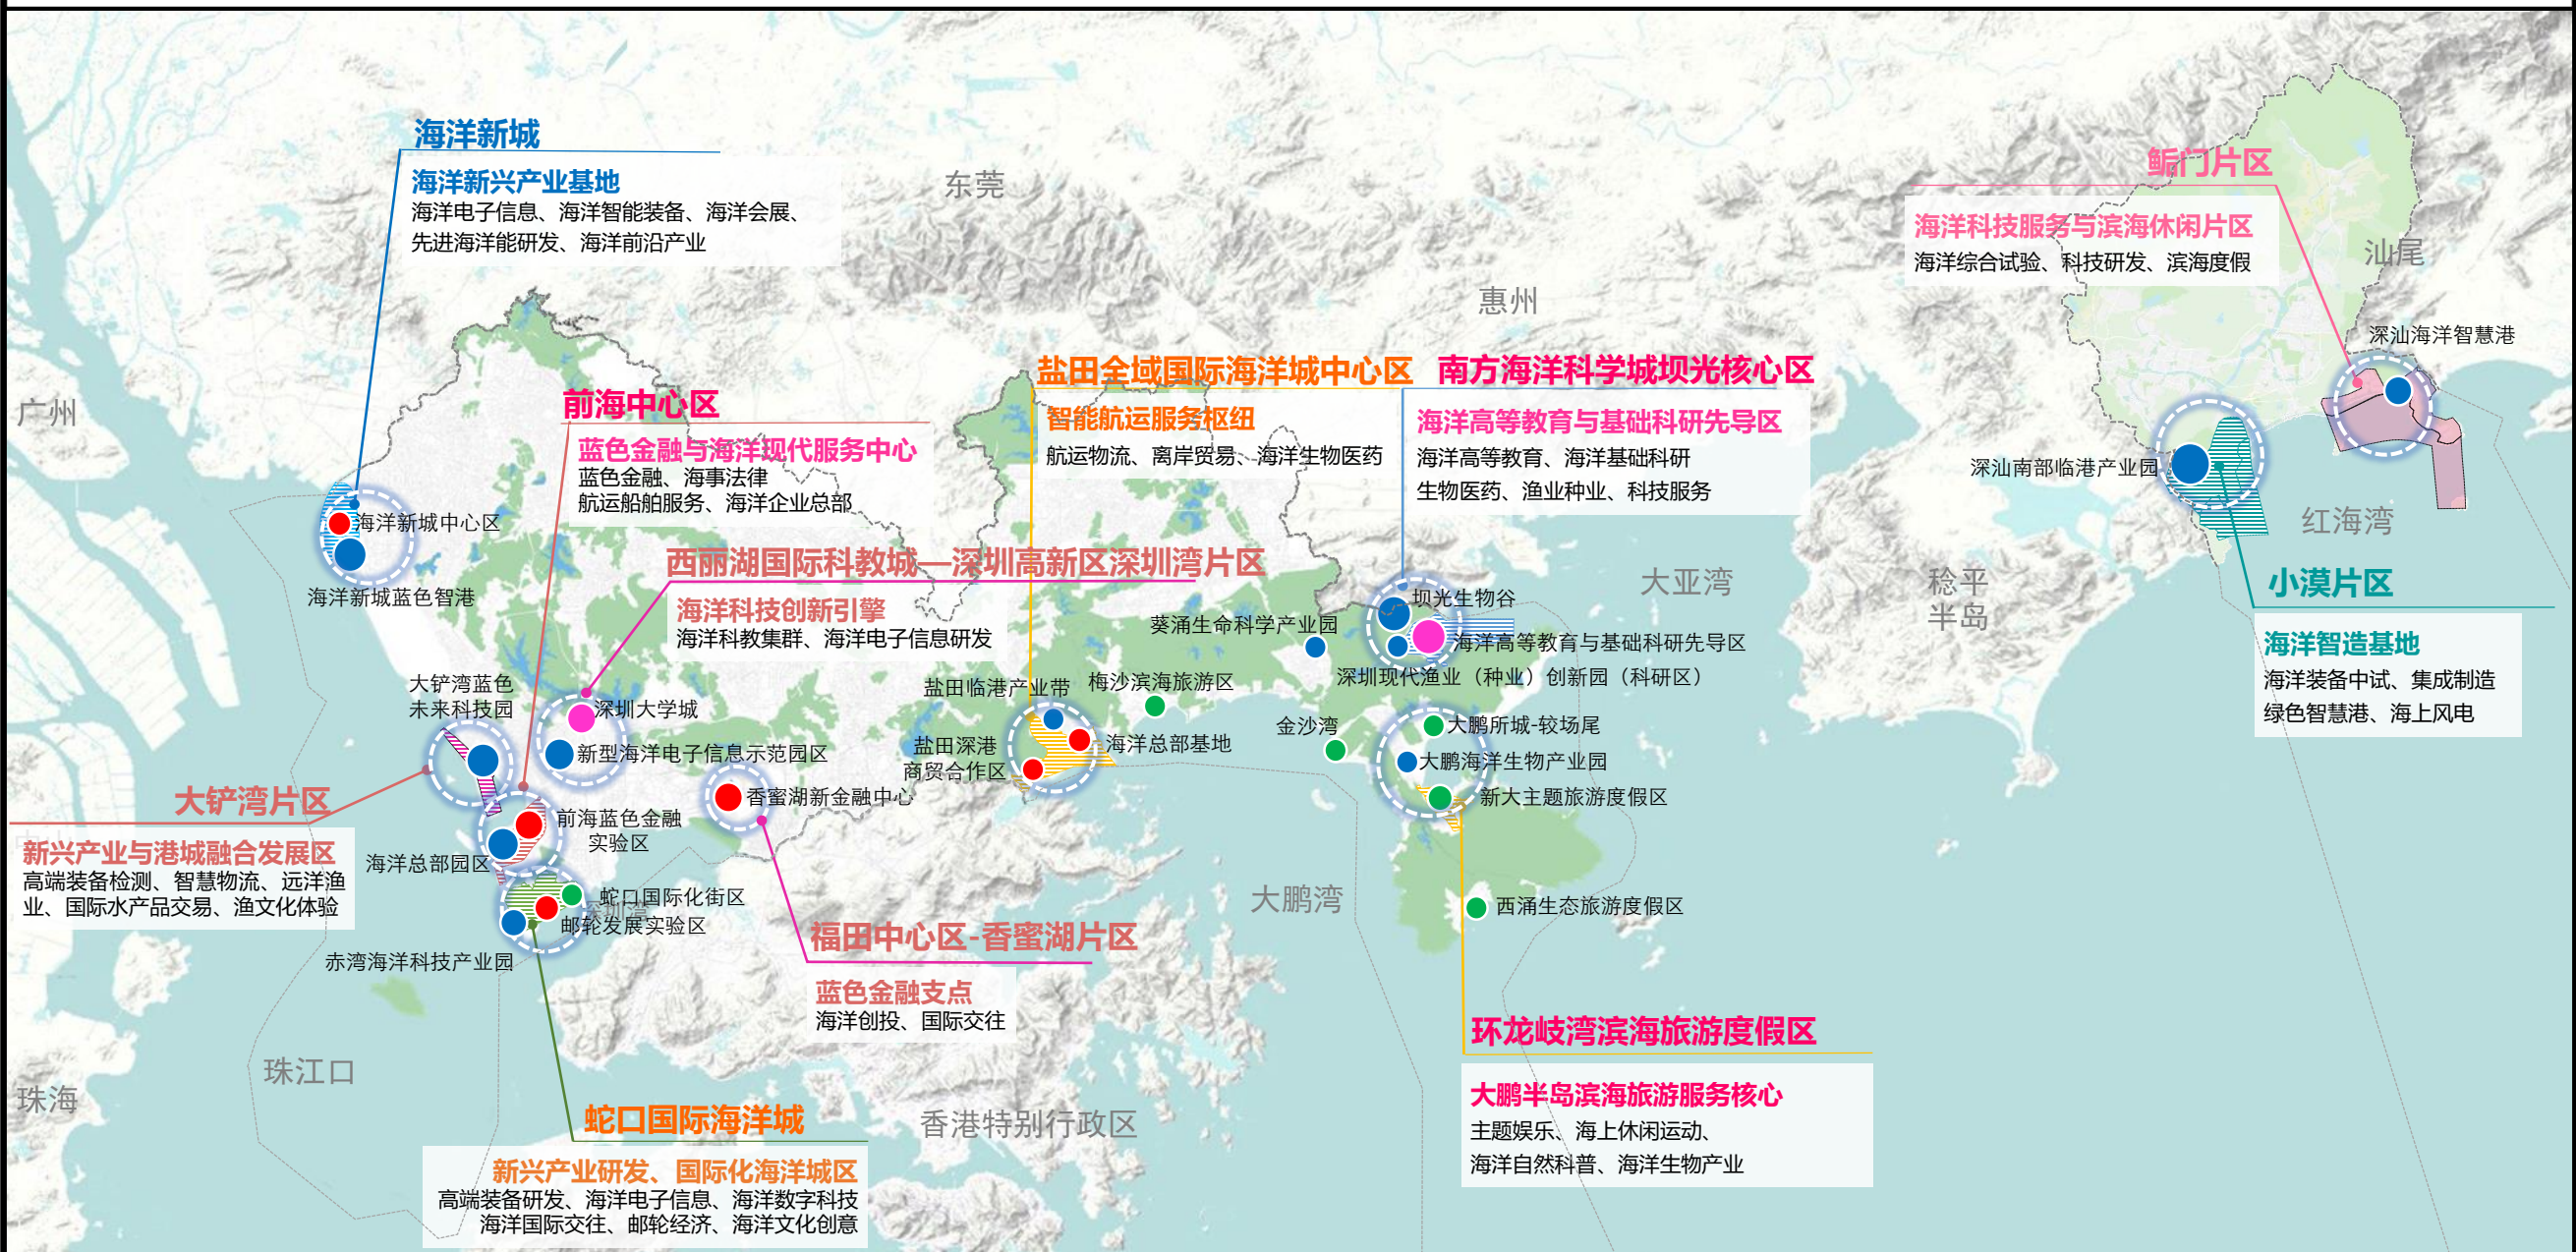 海洋新城
海洋新兴产业基地
海洋电子信息、海洋智能装备、海洋会展、
先进海洋能研发、海洋前沿产业
东莞
惠州
广州
鲘门片区
海洋科技服务与滨海休闲片区
海洋综合试验、科技研发、滨海度假
汕尾
深汕海洋智慧港
前海中心区
蓝色金融与海洋现代服务中心
蓝色金融、海事法律
航运船舶服务、海洋企业总部
盐田全域国际海洋城中心区
智能航运服务枢纽
航运物流、离岸贸易、海洋生物医药
南方海洋科学城坝光核心区
海洋高等教育与基础科研先导区
海洋高等教育、海洋基础科研
生物医药、渔业种业、科技服务
深汕南部临港产业园
红海湾
海洋新城中心区
海洋新城蓝色智港
西丽湖国际科教城—深圳高新区深圳湾片区
海洋科技创新引擎
海洋科教集群、海洋电子信息研发
大亚湾
稔平
半岛
小漠片区
海洋智造基地
海洋装备中试、集成制造
绿色智慧港、海上风电
坝光生物谷
葵涌生命科学产业园
海洋高等教育与基础科研先导区
深圳现代渔业（种业）创新园（科研区）
大铲湾蓝色
未来科技园
深圳大学城
新型海洋电子信息示范园区
盐田临港产业带
梅沙滨海旅游区
盐田深港
商贸合作区
海洋总部基地
金沙湾
大鹏所城-较场尾
大鹏海洋生物产业园
新大主题旅游度假区
香蜜湖新金融中心
大铲湾片区
新兴产业与港城融合发展区
高端装备检测、智慧物流、远洋渔
业、国际水产品交易、渔文化体验
前海蓝色金融
实验区
海洋总部园区
蛇口国际化街区
深圳湾
邮轮发展实验区
赤湾海洋科技产业园
大鹏湾
西涌生态旅游度假区
福田中心区-香蜜湖片区
蓝色金融支点
海洋创投、国际交往
环龙岐湾滨海旅游度假区
大鹏半岛滨海旅游服务核心
主题娱乐、海上休闲运动、
海洋自然科普、海洋生物产业
珠江口
珠海
香港特别行政区
蛇口国际海洋城
新兴产业研发、国际化海洋城区
高端装备研发、海洋电子信息、海洋数字科技
海洋国际交往、邮轮经济、海洋文化创意